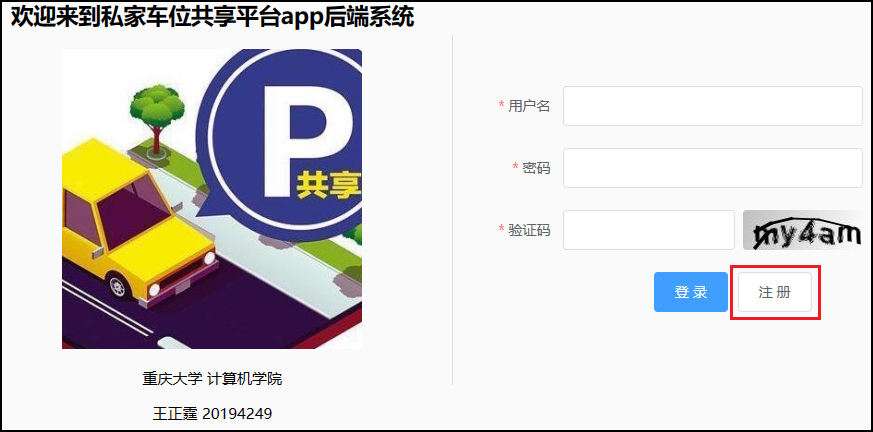 欢迎来到私家车位共享平台app后端系统
P
共享
重庆大学 计算机学院
王正霆 20194249
* 用户名
* 密码
* 验证码
my4am
登 录
注 册